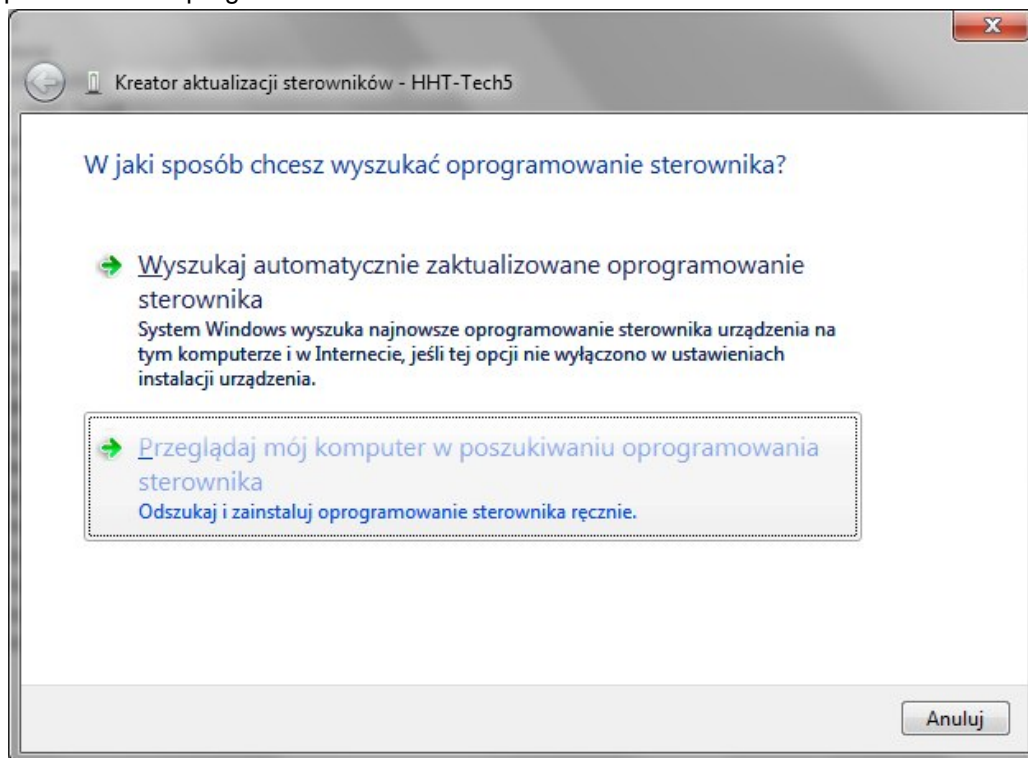 Kreator aktualizacji sterowników - HHT-Tech5
W jaki sposób chcesz wyszukać oprogramowanie sterownika?
Wyszukaj automatycznie zaktualizowane oprogramowanie
sterownika
System Windows wyszuka najnowsze oprogramowanie sterownika urządzenia na
tym komputerze i w Internecie, jeśli tej opcji nie wyłączono w ustawieniach
instalacji urządzenia.
Przeglądaj mój komputer w poszukiwaniu oprogramowania
sterownika
Odszukaj i zainstaluj oprogramowanie sterownika ręcznie.
Anuluj